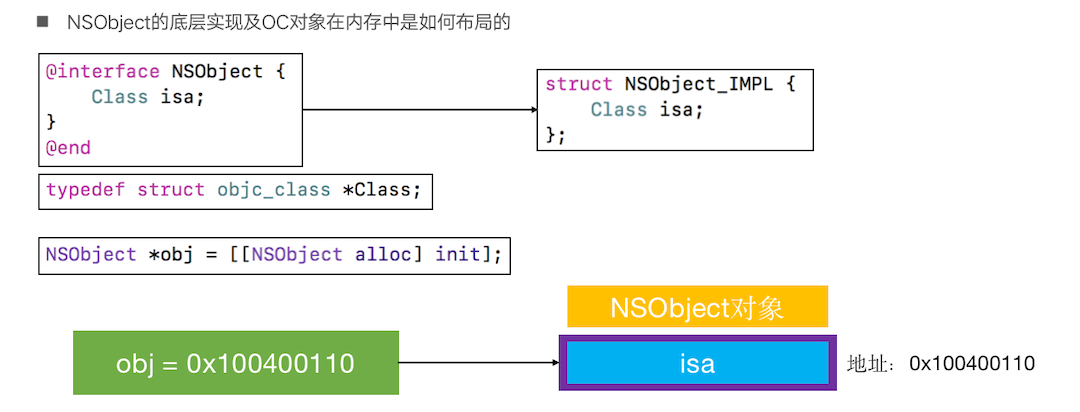 ■ NSObject的底层实现及OC对象在内存中是如何布局的
@interface NSObject {
    Class isa;
}
@end
struct NSObject_IMPL {
    Class isa;
};
typedef struct objc_class *Class;
NSObject *obj = [[NSObject alloc] init];
NSObject对象
obj = 0x100400110
isa
地址：0x100400110